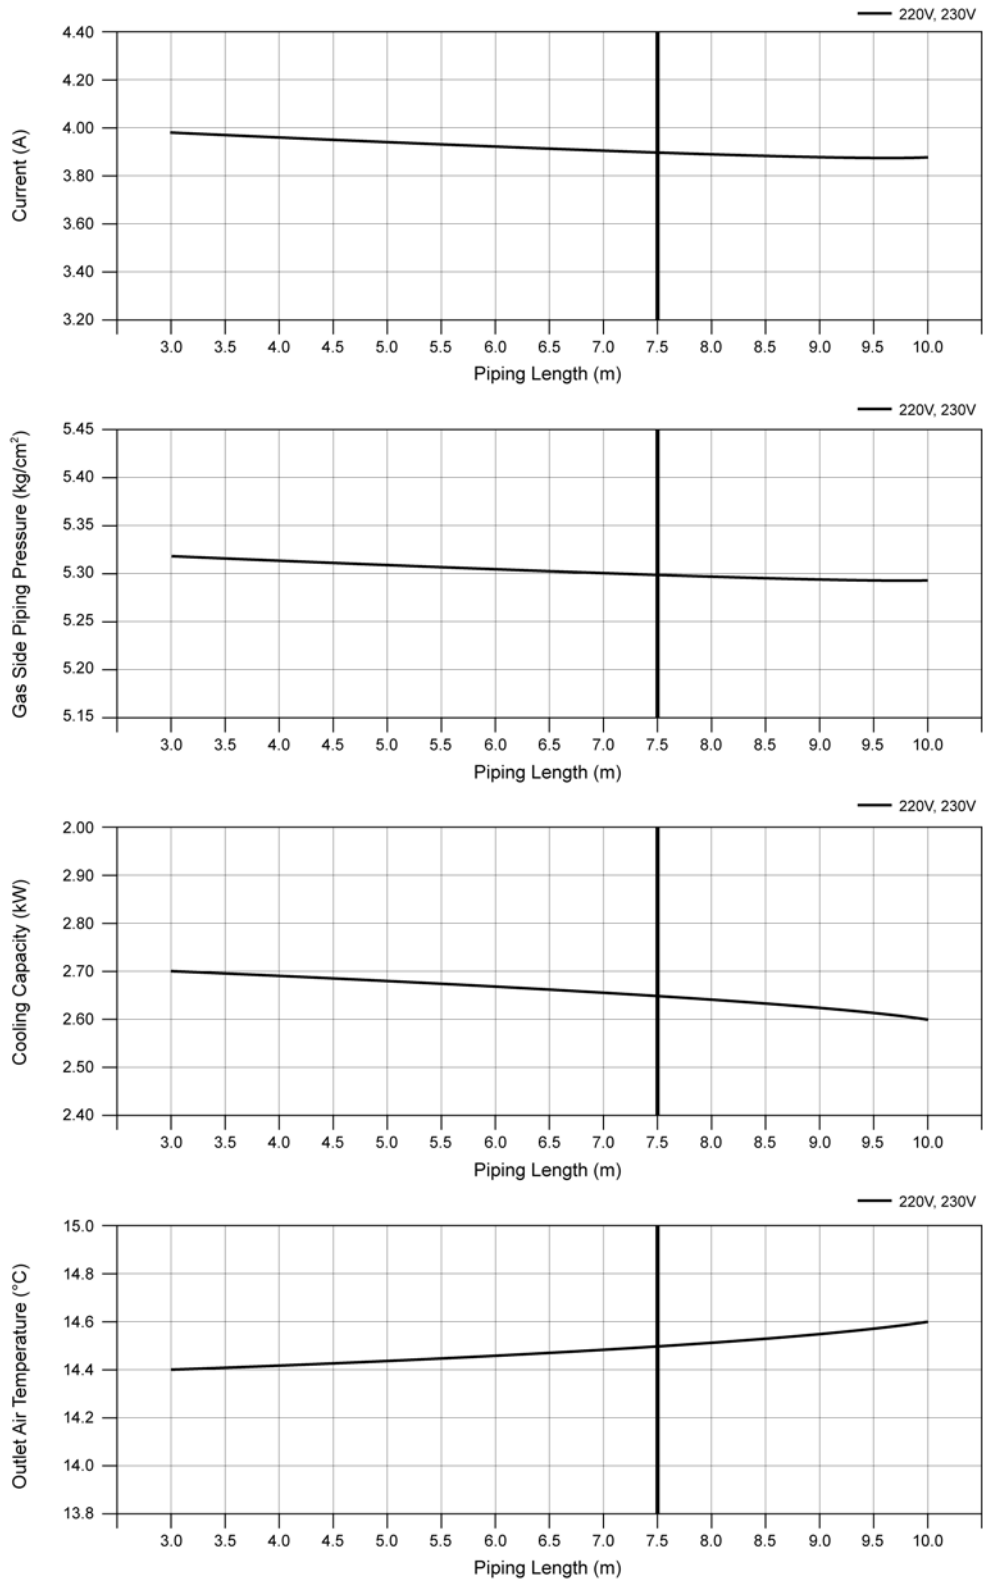 220V, 230V
4.40
4.20
4.00
3.80
3.60
3.40
3.20
Current (A)
3.0 3.5 4.0 4.5 5.0 5.5 6.0 6.5 7.0 7.5 8.0 8.5 9.0 9.5 10.0
Piping Length (m)
220V, 230V
5.45
5.40
5.35
5.30
5.25
5.20
5.15
Gas Side Piping Pressure (kg/cm²)
3.0 3.5 4.0 4.5 5.0 5.5 6.0 6.5 7.0 7.5 8.0 8.5 9.0 9.5 10.0
Piping Length (m)
220V, 230V
2.00
2.90
2.80
2.70
2.60
2.50
2.40
Cooling Capacity (kW)
3.0 3.5 4.0 4.5 5.0 5.5 6.0 6.5 7.0 7.5 8.0 8.5 9.0 9.5 10.0
Piping Length (m)
220V, 230V
15.0
14.8
14.6
14.4
14.2
14.0
13.8
Outlet Air Temperature (°C)
3.0 3.5 4.0 4.5 5.0 5.5 6.0 6.5 7.0 7.5 8.0 8.5 9.0 9.5 10.0
Piping Length (m)